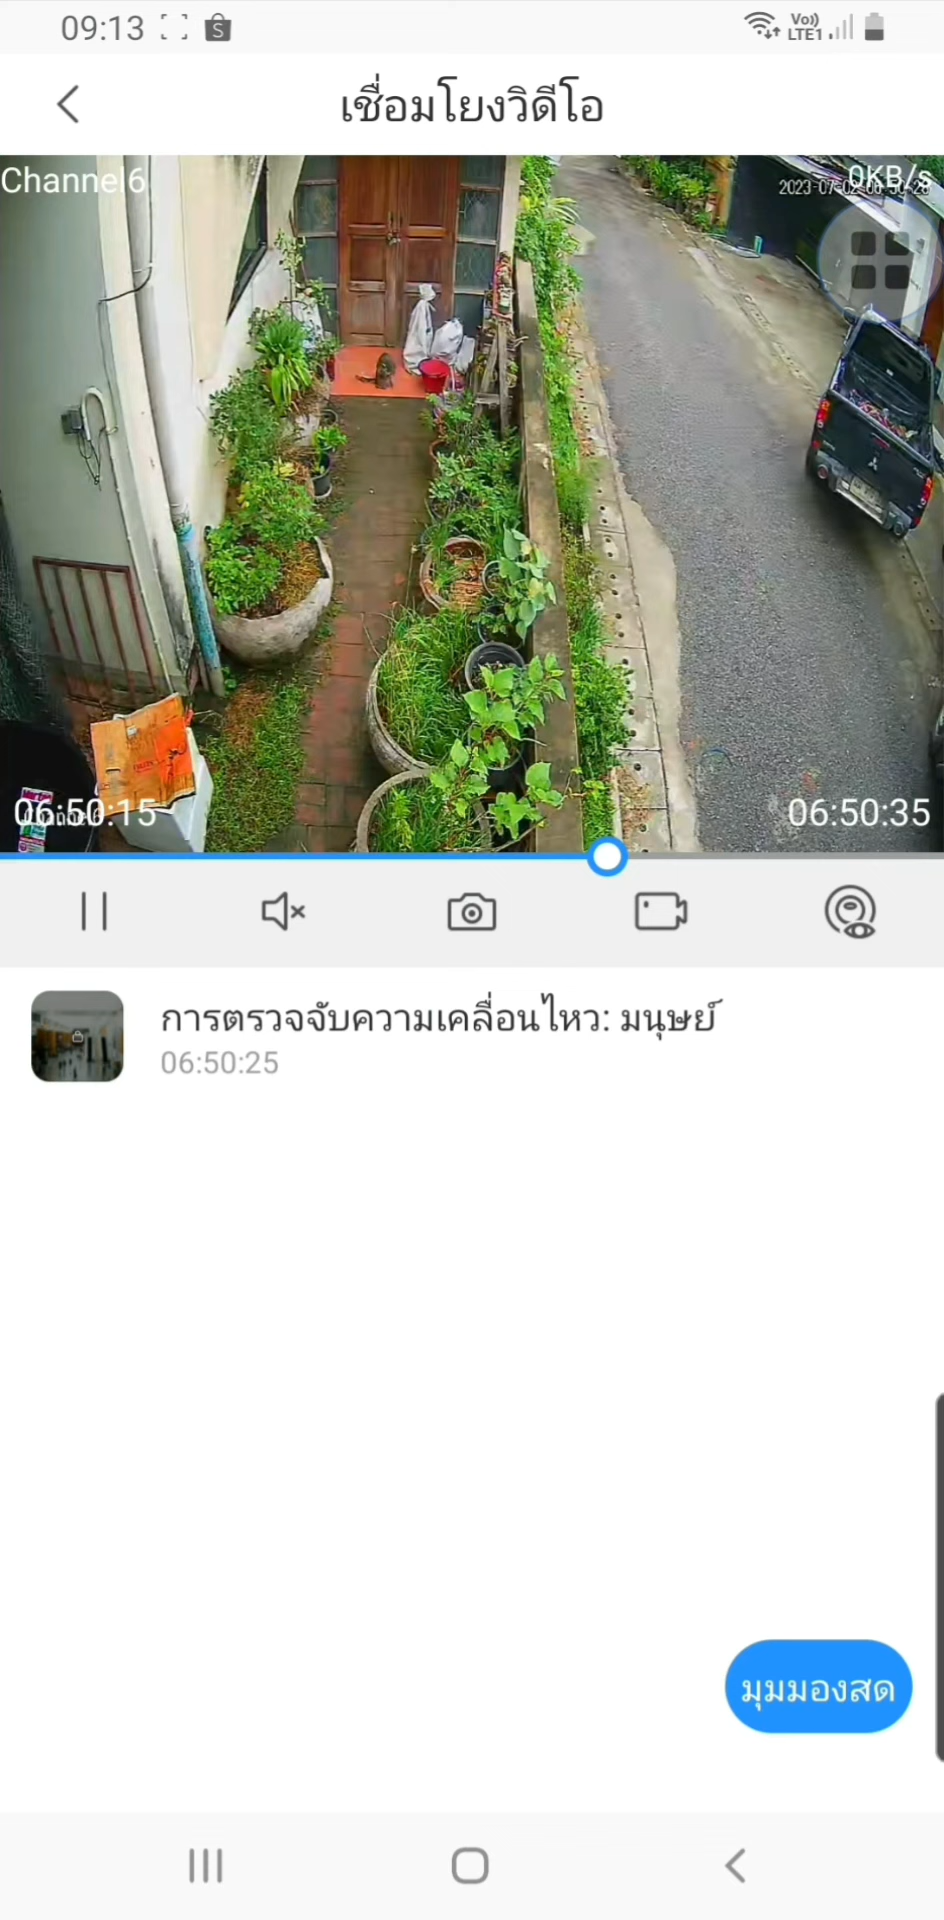 09:13
Vo))
LTE1
เชื่อมโยงวิดีโอ
Channel6
0KB/s
06:50:15
06:50:35
การตรวจจับความเคลื่อนไหว: มนุษย์
06:50:25
มุมมองสด